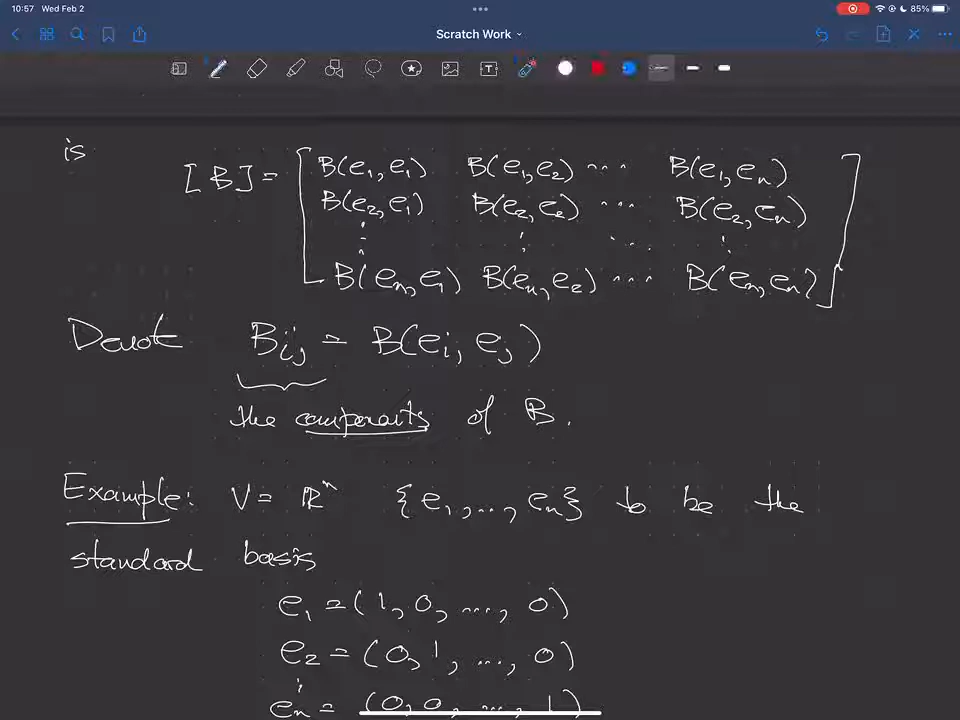 10:57 Wed Feb 2
85%
Scratch Work
is
[B] = [ B(e₁,e₁) B(e₁,e₂) ... B(e₁,eₙ)
B(e₂,e₁) B(e₂,e₂) ... B(e₂,eₙ)
⋮ ⋮ ... ⋮
B(eₙ,e₁) B(eₙ,e₂) ... B(eₙ,eₙ) ]
Denote Bᵢⱼ = B(eᵢ, eⱼ)
the components of B.
Example: V = ℝⁿ {e₁,...,eₙ} to be the
standard basis
e₁ = (1, 0, ..., 0)
e₂ = (0, 1, ..., 0)
⋮
eₙ = (0, 0, ..., 1)